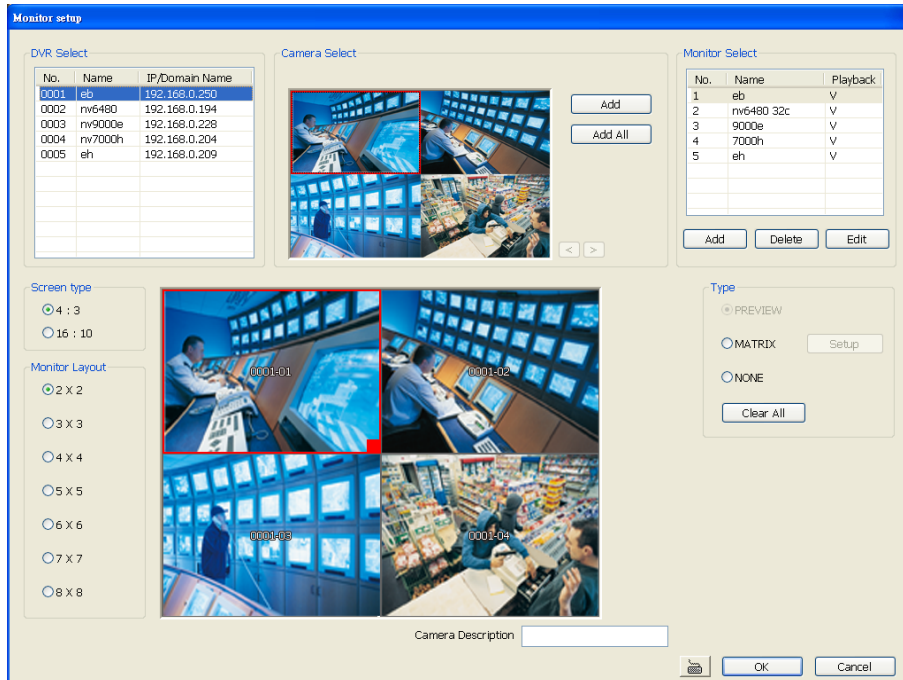 Monitor setup
DVR Select
No. Name IP/Domain Name
0001 eb 192.168.0.250
0002 nv6480 192.168.0.194
0003 nv9000e 192.168.0.228
0004 nv7000h 192.168.0.204
0005 eh 192.168.0.209
Camera Select
Add
Add All
< >
Monitor Select
No. Name Playback
1 eb V
2 nv6480 32c V
3 9000e V
4 7000h V
5 eh V
Add Delete Edit
Screen type
4 : 3
16 : 10
Monitor Layout
2 X 2
3 X 3
4 X 4
5 X 5
6 X 6
7 X 7
8 X 8
0001-01 0001-02
0001-03 0001-04
Type
PREVIEW
MATRIX Setup
NONE
Clear All
Camera Description
OK Cancel